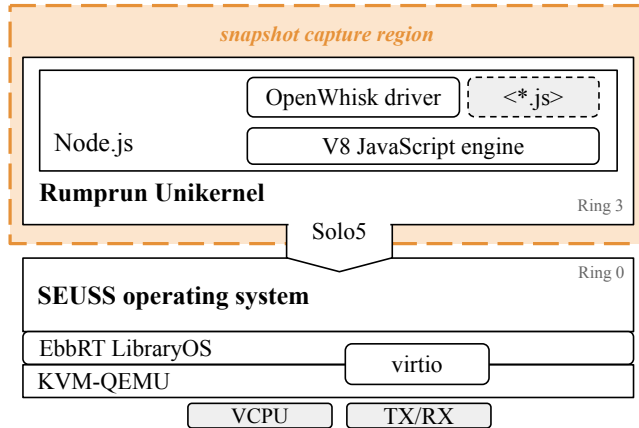 snapshot capture region
OpenWhisk driver
<*.js>
Node.js
V8 JavaScript engine
Rumprun Unikernel
Ring 3
Solo5
Ring 0
SEUSS operating system
EbbRT LibraryOS
virtio
KVM-QEMU
VCPU
TX/RX